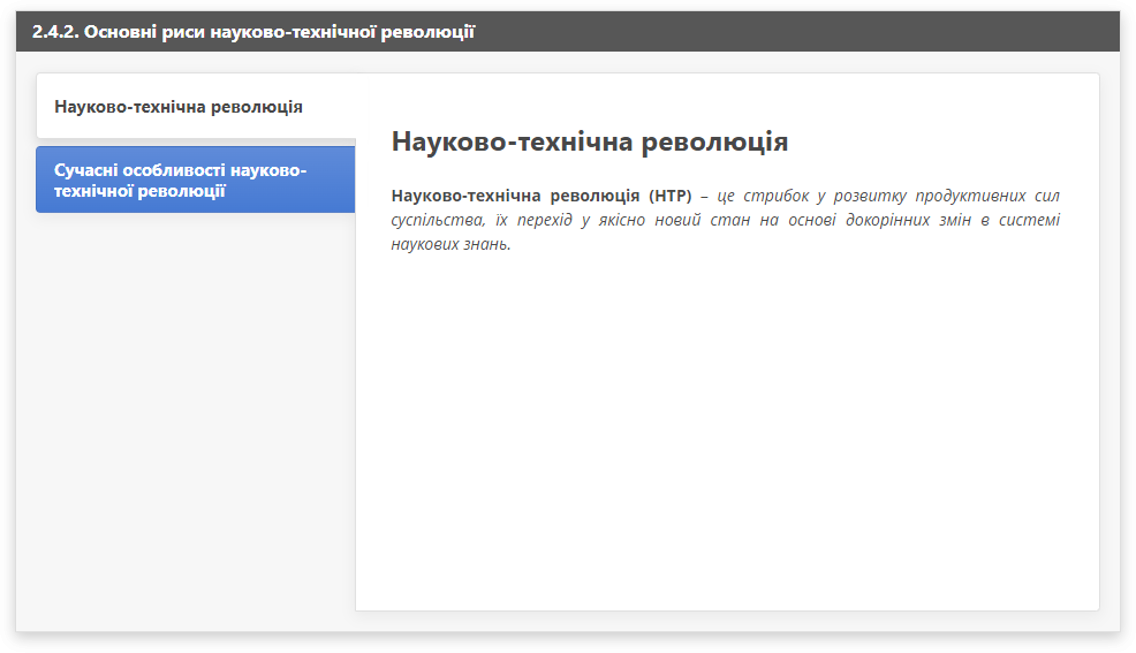 2.4.2. Основні риси науково-технічної революції
Науково-технічна революція
Сучасні особливості науково-
технічної революції
Науково-технічна революція
Науково-технічна революція (НТР) – це стрибок у розвитку продуктивних сил
суспільства, їх перехід у якісно новий стан на основі докорінних змін в системі
наукових знань.